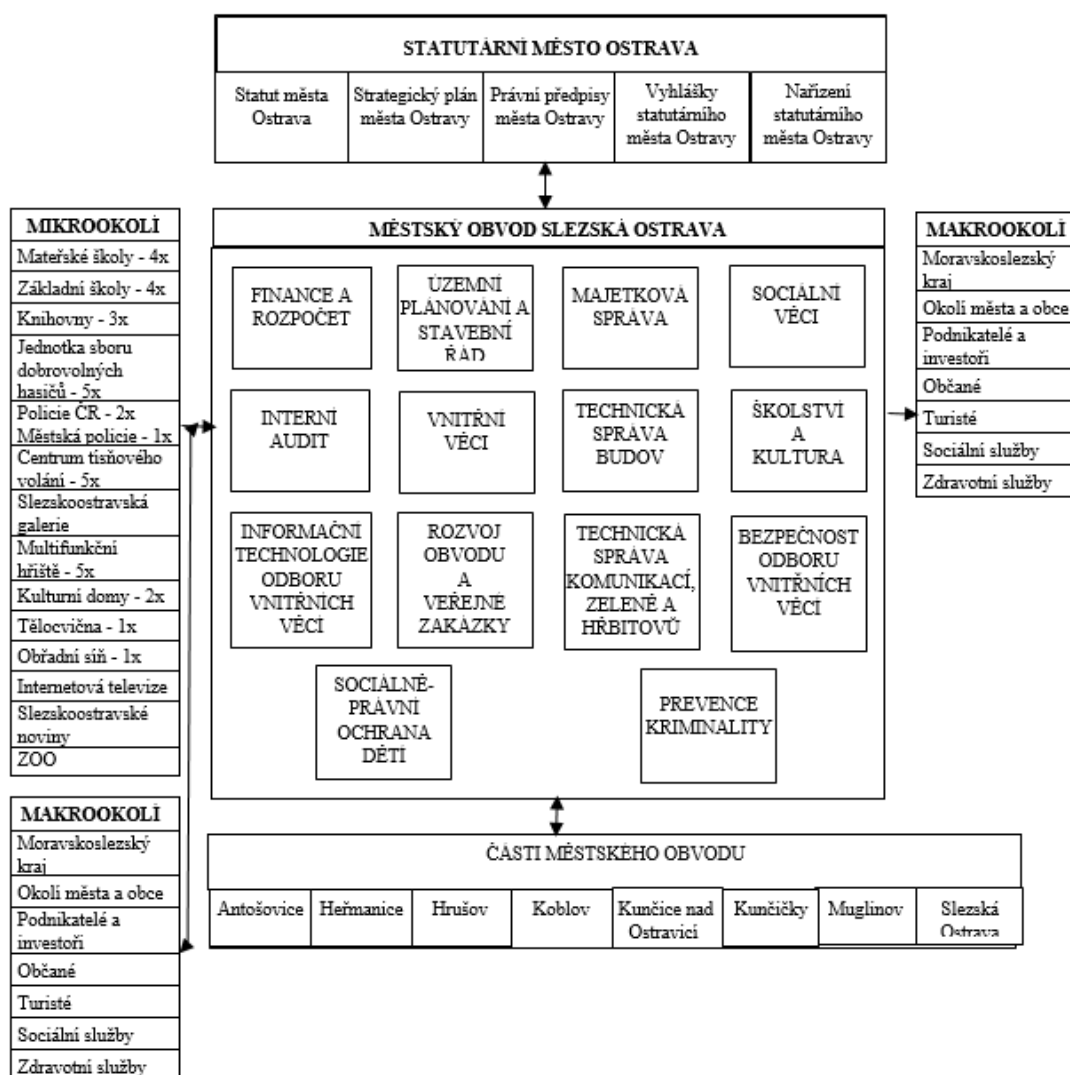 STATUTÁRNÍ MĚSTO OSTRAVA
Statut města
Ostrava
Strategický plán
města Ostravy
Právní předpisy
města Ostravy
Vyhlášky
statutárního
města Ostravy
Nařízení
statutárního
města Ostravy
MIKROOKOLÍ
Mateřské školy - 4x
Základní školy - 4x
Knihovny - 3x
Jednotka sboru
dobrovolných
hasičů - 5x
Policie ČR - 2x
Městská policie - 1x
Centrum tísňového
volání - 5x
Slezskoostravská
galerie
Multifunkční
hřiště - 5x
Kulturní domy - 2x
Tělocvična - 1x
Obřadní síň - 1x
Internetová televize
Slezskoostravské
noviny
ZOO
MĚSTSKÝ OBVOD SLEZSKÁ OSTRAVA
FINANCE A
ROZPOČET
ÚZEMNÍ
PLÁNOVÁNÍ A
STAVEBNÍ
ŘÁD
MAJETKOVÁ
SPRÁVA
SOCIÁLNÍ
VĚCI
INTERNÍ
AUDIT
VNITŘNÍ
VĚCI
TECHNICKÁ
SPRÁVA
BUDOV
ŠKOLSTVÍ
A
KULTURA
INFORMAČNÍ
TECHNOLOGIE
ODBORU
VNITŘNÍCH
VĚCÍ
ROZVOJ
OBVODU
A
VEŘEJNÉ
ZAKÁZKY
TECHNICKÁ
SPRÁVA
KOMUNIKACÍ,
ZELENĚ A
HŘBITOVŮ
BEZPEČNOST
ODBORU
VNITŘNÍCH
VĚCÍ
SOCIÁLNĚ-
PRÁVNÍ
OCHRANA
DĚTÍ
PREVENCE
KRIMINALITY
MAKROOKOLÍ
Moravskoslezský
kraj
Okolí města a obce
Podnikatelé a
investoři
Občané
Turisté
Sociální služby
Zdravotní služby
MAKROOKOLÍ
Moravskoslezský
kraj
Okolí města a obce
Podnikatelé a
investoři
Občané
Turisté
Sociální služby
Zdravotní služby
ČÁSTI MĚSTSKÉHO OBVODU
Antošovice
Heřmanice
Hrušov
Koblov
Kunčice nad
Ostravicí
Kunčičky
Muglinov
Slezská
Ostrava